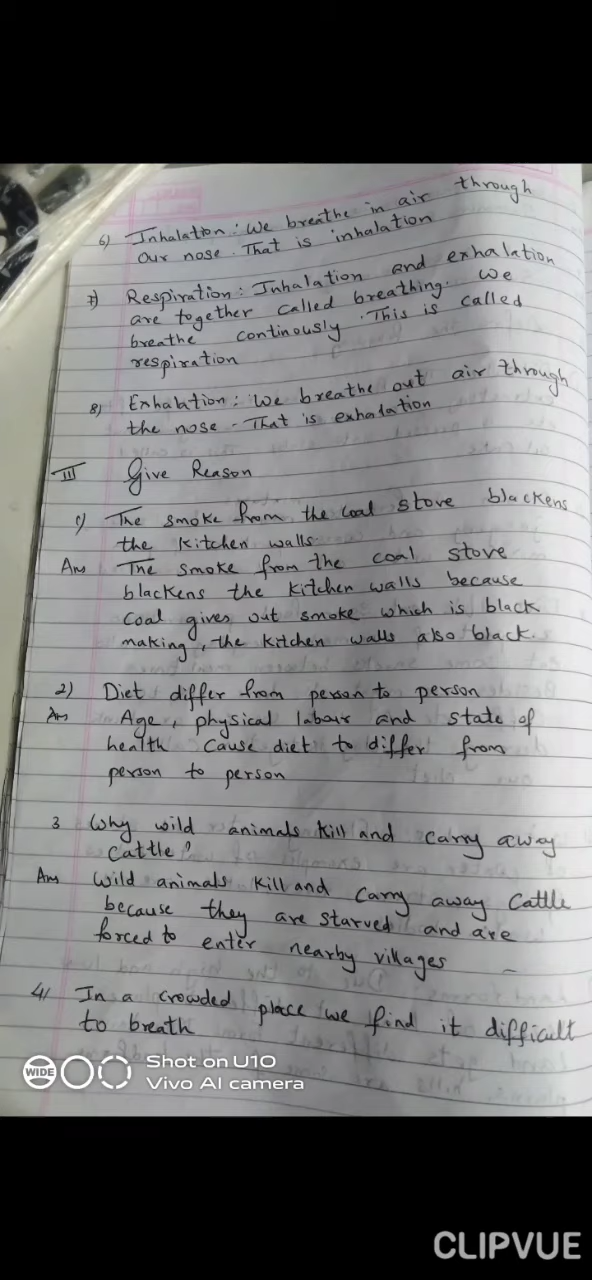 6) Inhalation : We breathe in air through
our nose. That is inhalation
7) Respiration : Inhalation and exhalation
are together called breathing. We
breathe continously. This is called
respiration
8) Exhalation : We breathe out air through
the nose - That is exhalation
III Give Reason
1) The smoke from the coal stove blackens
the kitchen walls
Ans The smoke from the coal stove
blackens the kitchen walls because
coal gives out smoke which is black
making, the kitchen walls also black.
2) Diet differ from person to person
Ans Age, physical labour and state of
health cause diet to differ from
person to person
3 Why wild animals kill and carry away
cattle?
Ans Wild animals kill and carry away cattle
because they are starved and are
forced to enter nearby villages
4) In a crowded place we find it difficult
to breath
WIDE
Shot on U10
Vivo AI camera
CLIPVUE